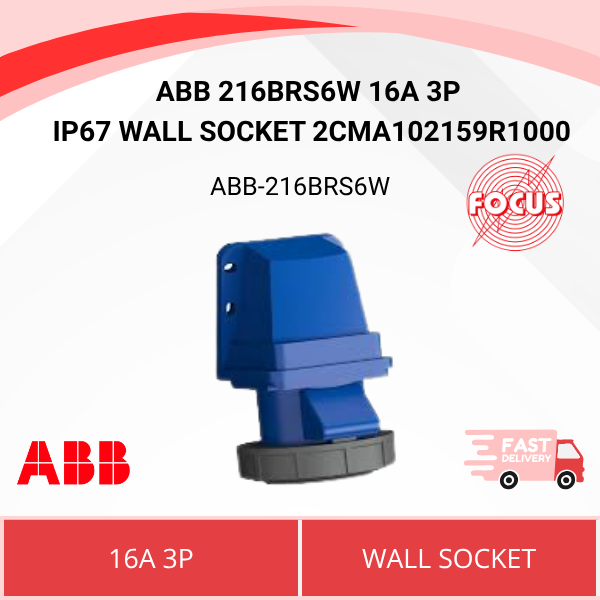 ABB 216BRS6W 16A 3P
IP67 WALL SOCKET 2CMA102159R1000
ABB-216BRS6W
FOCUS
ABB
FAST
DELIVERY
16A 3P
WALL SOCKET